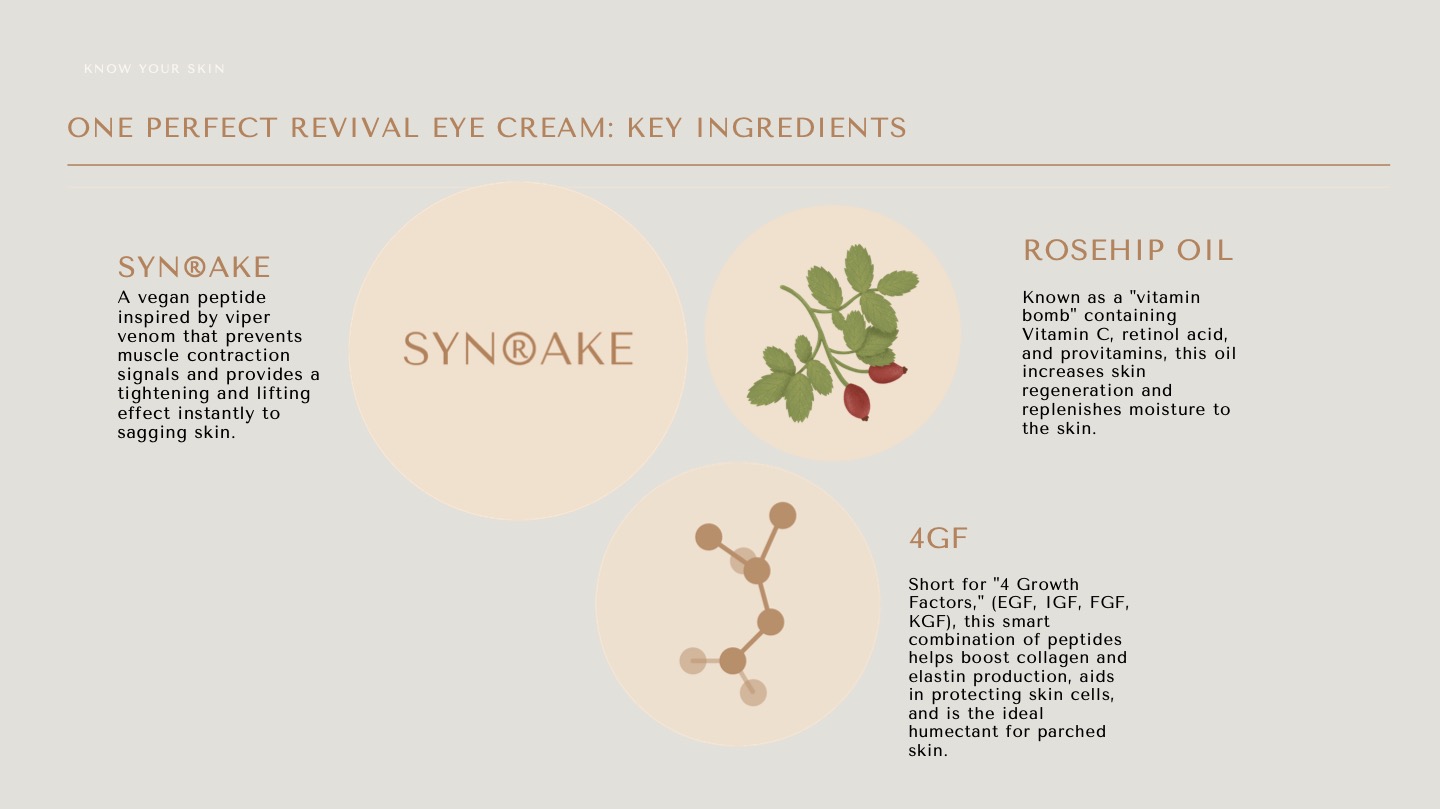 KNOW YOUR SKIN
ONE PERFECT REVIVAL EYE CREAM: KEY INGREDIENTS
SYN®AKE
A vegan peptide
inspired by viper
venom that prevents
muscle contraction
signals and provides a
tightening and lifting
effect instantly to
sagging skin.
SYN®AKE
ROSEHIP OIL
Known as a "vitamin
bomb" containing
Vitamin C, retinol acid,
and provitamins, this oil
increases skin
regeneration and
replenishes moisture to
the skin.
4GF
Short for "4 Growth
Factors," (EGF, IGF, FGF,
KGF), this smart
combination of peptides
helps boost collagen and
elastin production, aids
in protecting skin cells,
and is the ideal
humectant for parched
skin.